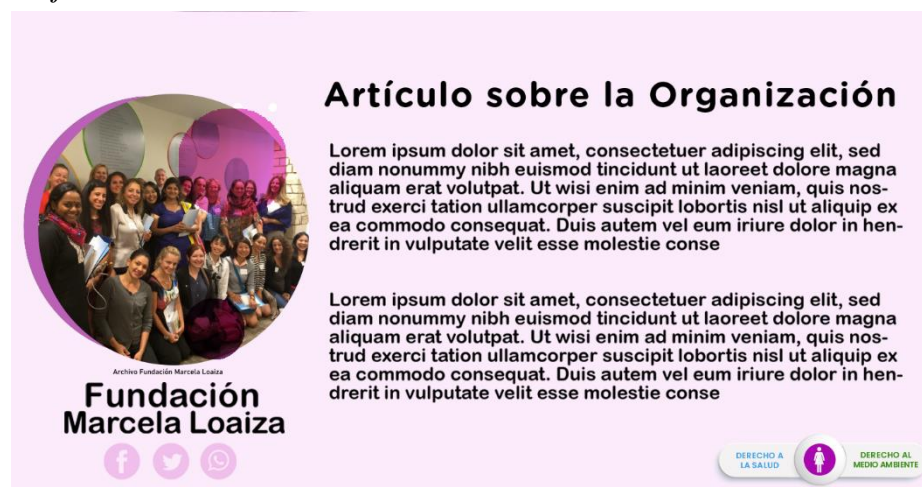 Artículo sobre la Organización
Lorem ipsum dolor sit amet, consectetuer adipiscing elit, sed
diam nonummy nibh euismod tincidunt ut laoreet dolore magna
aliquam erat volutpat. Ut wisi enim ad minim veniam, quis nos-
trud exerci tation ullamcorper suscipit lobortis nisl ut aliquip ex
ea commodo consequat. Duis autem vel eum iriure dolor in hen-
drerit in vulputate velit esse molestie conse
Lorem ipsum dolor sit amet, consectetuer adipiscing elit, sed
diam nonummy nibh euismod tincidunt ut laoreet dolore magna
aliquam erat volutpat. Ut wisi enim ad minim veniam, quis nos-
trud exerci tation ullamcorper suscipit lobortis nisl ut aliquip ex
ea commodo consequat. Duis autem vel eum iriure dolor in hen-
drerit in vulputate velit esse molestie conse
Archivo Fundación Marcela Loaiza
Fundación
Marcela Loaiza
DERECHO A
LA SALUD
DERECHO AL
MEDIO AMBIENTE